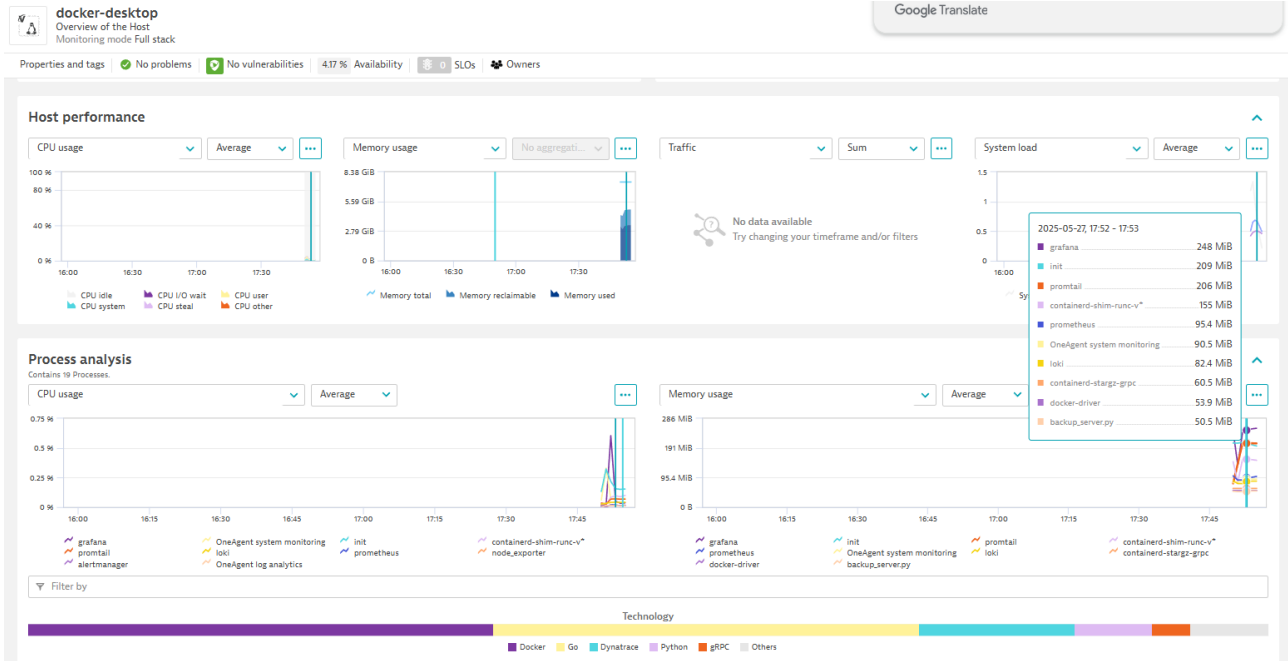 docker-desktop
Overview of the Host
Monitoring mode Full stack
Google Translate
Properties and tags No problems No vulnerabilities 4.17 % Availability 0 SLOs Owners
Host performance
CPU usage Average ...
100 %
80 %
40 %
0 %
16:00 16:30 17:00 17:30
CPU idle CPU I/O wait CPU user
CPU system CPU steal CPU other
Memory usage No aggregati... ...
8.38 GiB
5.59 GiB
2.79 GiB
0 B
16:00 16:30 17:00 17:30
Memory total Memory reclaimable Memory used
Traffic Sum ...
No data available
Try changing your timeframe and/or filters
System load Average ...
1.5
1
0.5
0
16:00
Sy
2025-05-27, 17:52 - 17:53
grafana 248 MiB
init 209 MiB
promtail 206 MiB
containerd-shim-runc-v* 155 MiB
prometheus 95.4 MiB
OneAgent system monitoring 90.5 MiB
loki 82.4 MiB
containerd-stargz-grpc 60.5 MiB
docker-driver 53.9 MiB
backup_server.py 50.5 MiB
Process analysis
Contains 19 Processes.
CPU usage Average ...
0.75 %
0.5 %
0.25 %
0 %
16:00 16:15 16:30 16:45 17:00 17:15 17:30 17:45
grafana OneAgent system monitoring init containerd-shim-runc-v*
promtail loki prometheus node_exporter
alertmanager OneAgent log analytics
Memory usage Average ...
286 MiB
191 MiB
95.4 MiB
0 B
16:00 16:15 16:30 16:45 17:00 17:15 17:30 17:45
grafana init promtail containerd-shim-runc-v*
prometheus OneAgent system monitoring loki containerd-stargz-grpc
docker-driver backup_server.py
Filter by
Technology
Docker Go Dynatrace Python gRPC Others